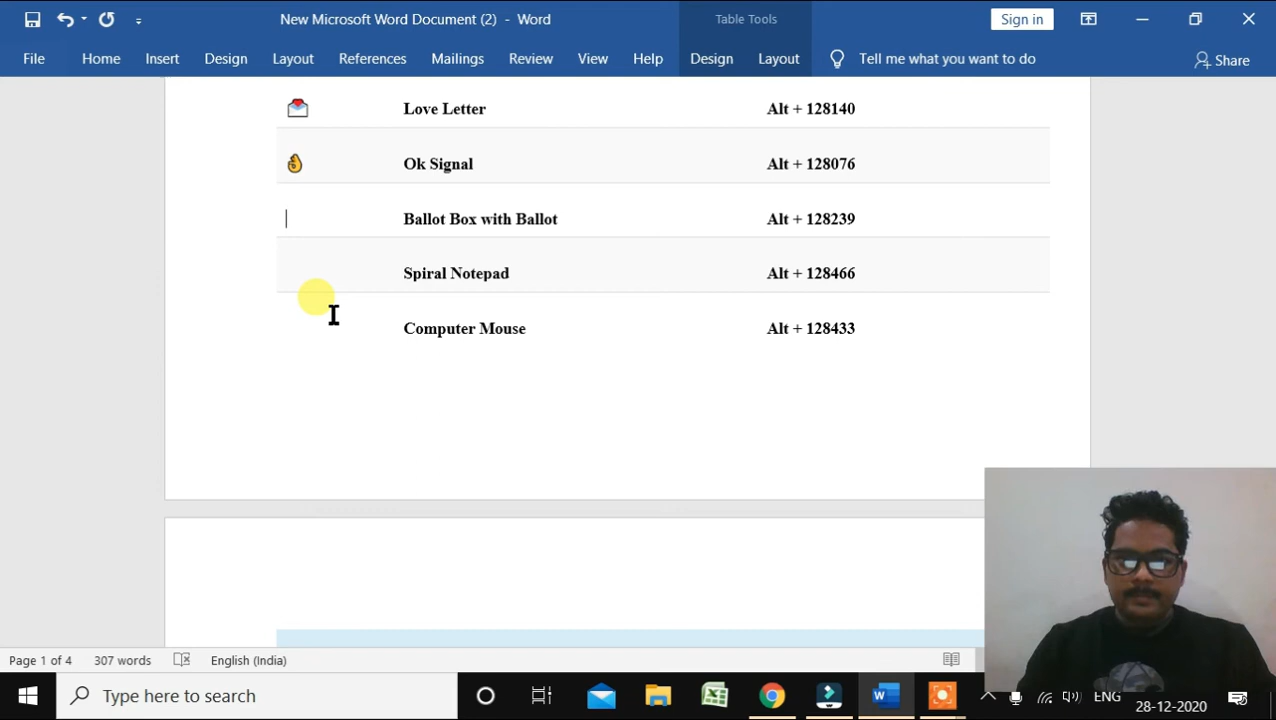 New Microsoft Word Document (2) - Word
Table Tools
Sign in
File Home Insert Design Layout References Mailings Review View Help Design Layout Tell me what you want to do Share
Love Letter Alt + 128140
Ok Signal Alt + 128076
Ballot Box with Ballot Alt + 128239
Spiral Notepad Alt + 128466
Computer Mouse Alt + 128433
Page 1 of 4 307 words English (India)
Type here to search
ENG
28-12-2020